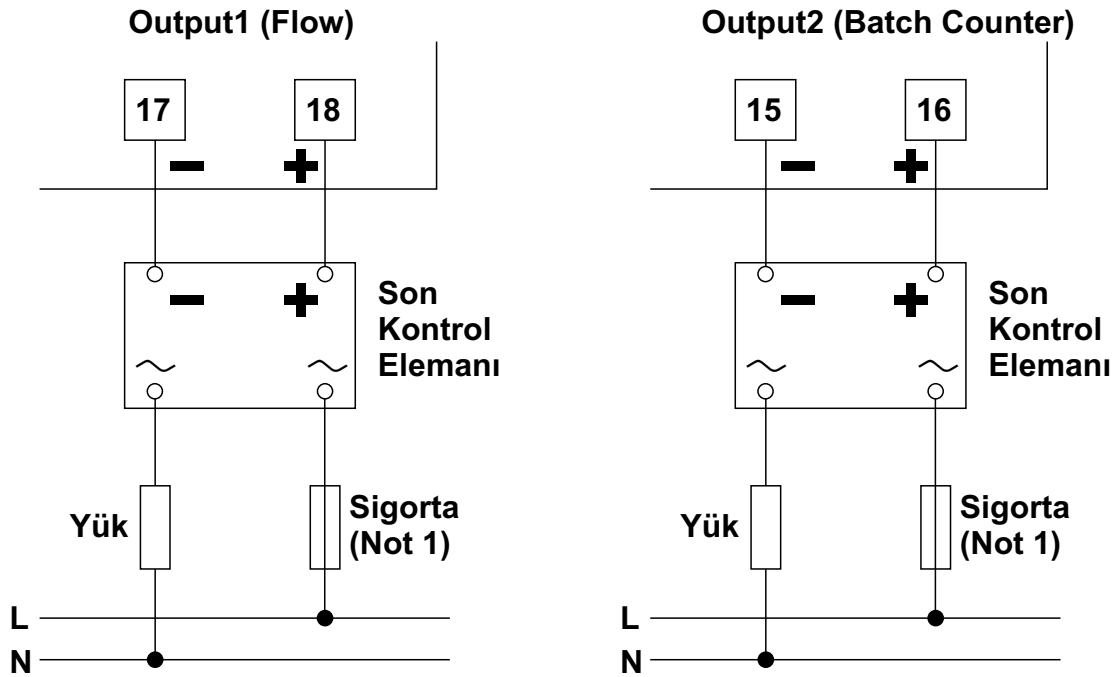 Output1 (Flow)
17
18
Son
Kontrol
Elemanı
Yük
Sigorta
(Not 1)
L
N
Output2 (Batch Counter)
15
16
Son
Kontrol
Elemanı
Yük
Sigorta
(Not 1)
L
N